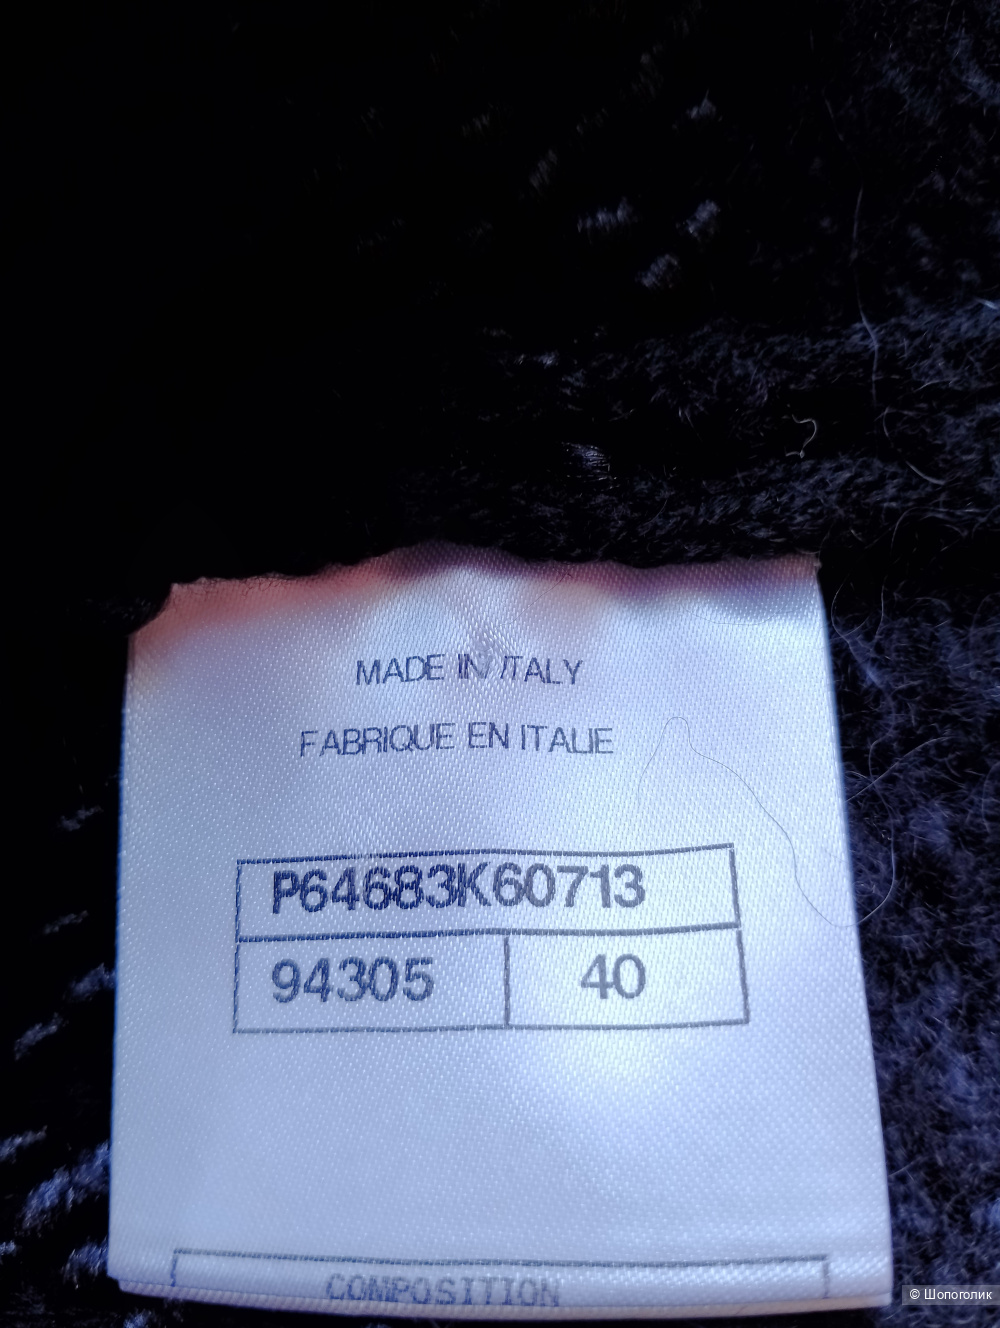 MADE IN ITALY
FABRIQUE EN ITALIE
P64683K60713
94305 40
COMPOSITION
© Шопоголик